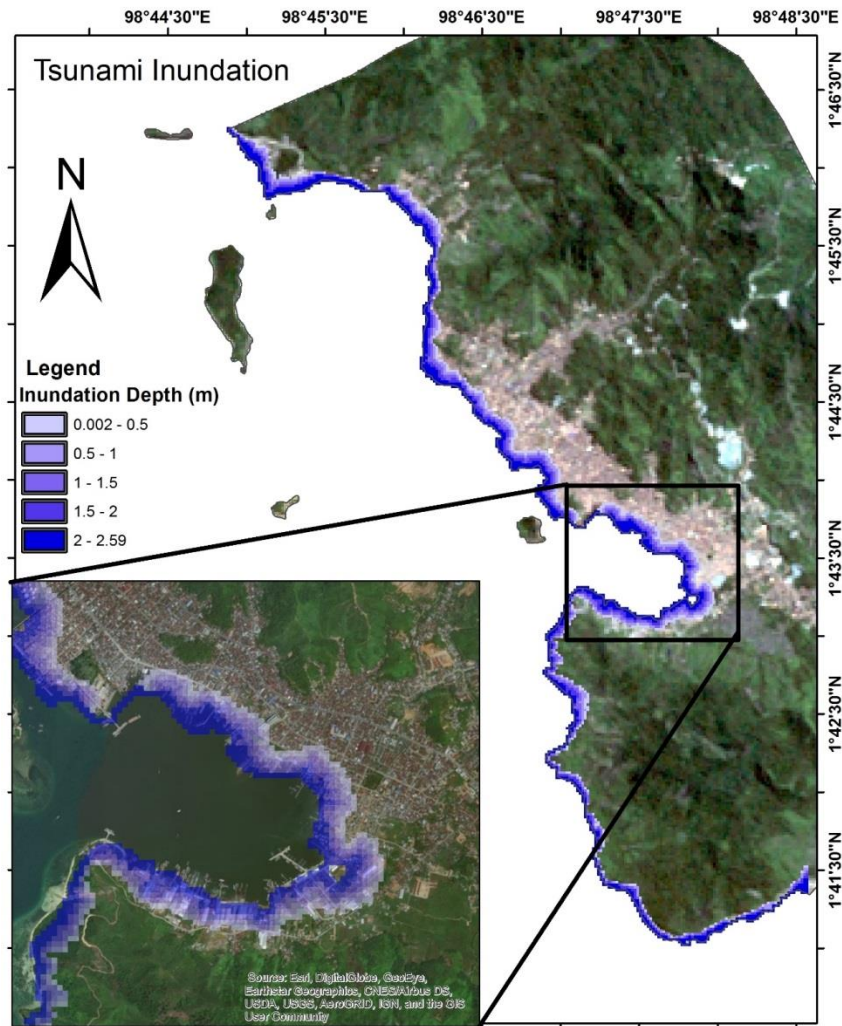 98°44'30"E 98°45'30"E 98°46'30"E 98°47'30"E 98°48'30"E
Tsunami Inundation
N
1°46'30"N
1°45'30"N
1°44'30"N
1°43'30"N
1°42'30"N
1°41'30"N
Legend
Inundation Depth (m)
0.002 - 0.5
0.5 - 1
1 - 1.5
1.5 - 2
2 - 2.59
Source: Esri, DigitalGlobe, GeoEye,
Earthstar Geographics, CNES/Airbus DS,
USDA, USGS, AeroGRID, IGN, and the GIS
User Community